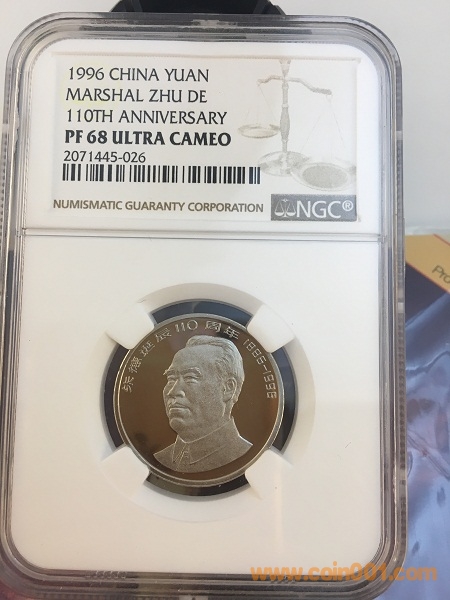 1996 CHINA YUAN
MARSHAL ZHU DE
110TH ANNIVERSARY
PF 68 ULTRA CAMEO
2071445-026
NUMISMATIC GUARANTY CORPORATION
NGC®
朱德诞辰110周年 1886-1996
Pro
www.coin001.com